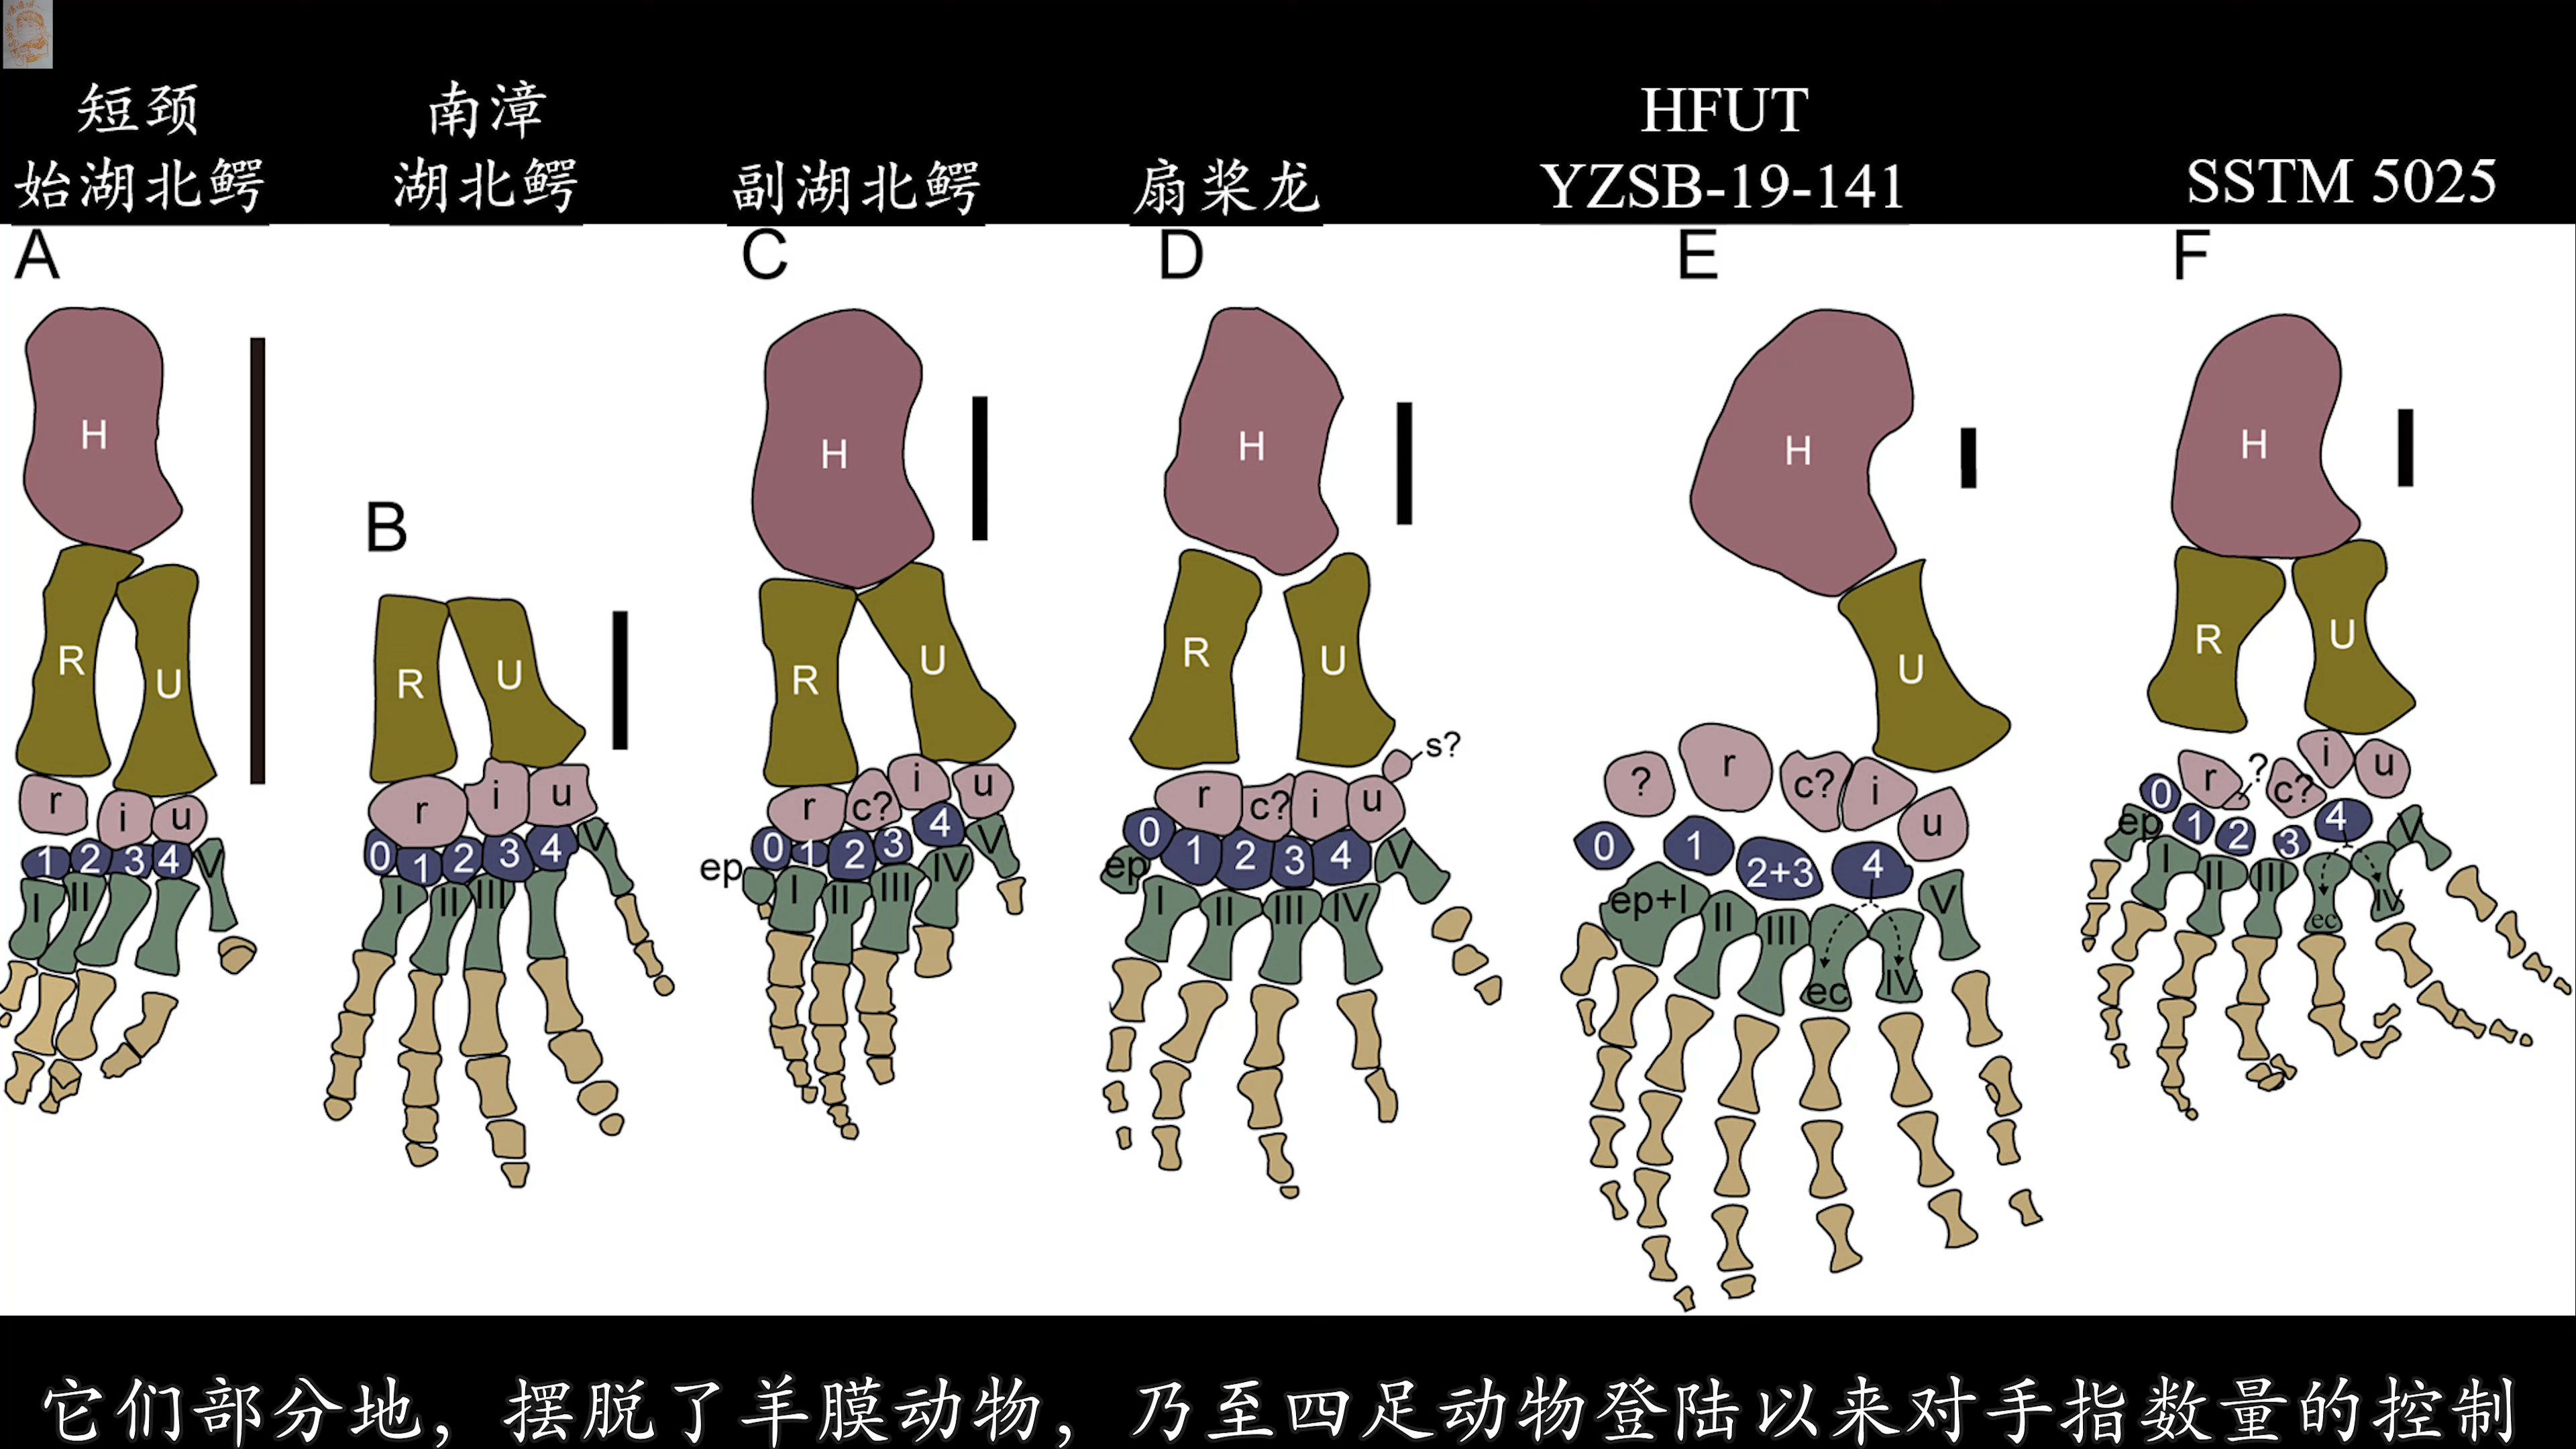 短颈
始湖北鳄
南漳
湖北鳄
副湖北鳄
扇桨龙
HFUT
YZSB-19-141
SSTM 5025
A
H
R
U
r i u
1 2 3 4 V
I II
B
R U
r i u
0 1 2 3 4 V
I II III
C
H
R U
r c? i u
0 1 2 3 4 V
ep I II III IV
D
H
R U
s?
r c? i u
0 1 2 3 4 V
ep I II III IV
E
H
U
? r c? i u
0 1 2+3 4
ep+I II III ec IV V
F
H
R U
r ? c? i u
0 1 2 3 4
ep I II III ec IV V
它们部分地，摆脱了羊膜动物，乃至四足动物登陆以来对手指数量的控制